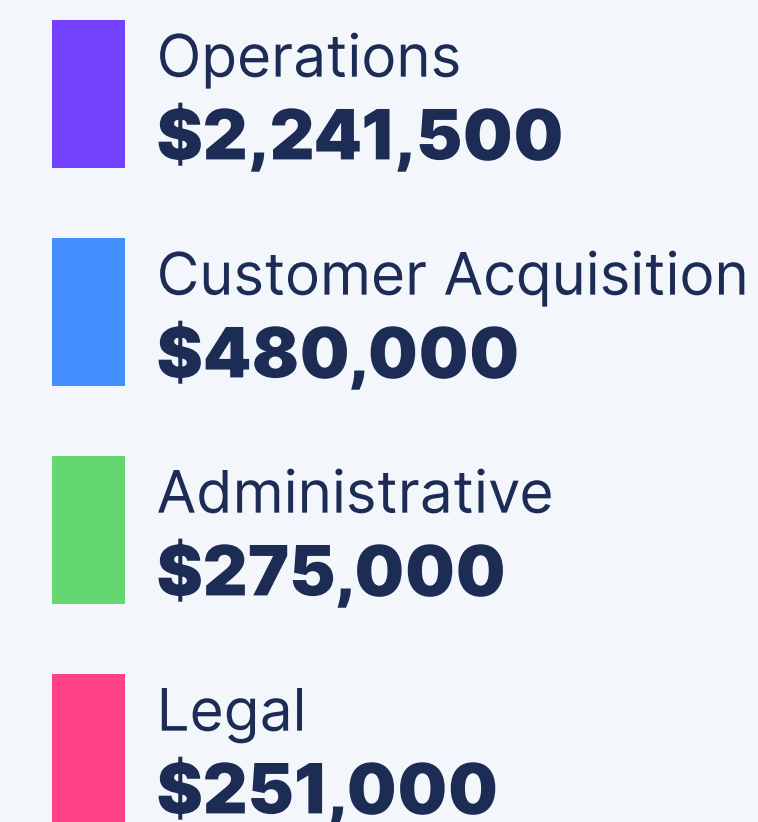 Operations
$2,241,500
Customer Acquisition
$480,000
Administrative
$275,000
Legal
$251,000